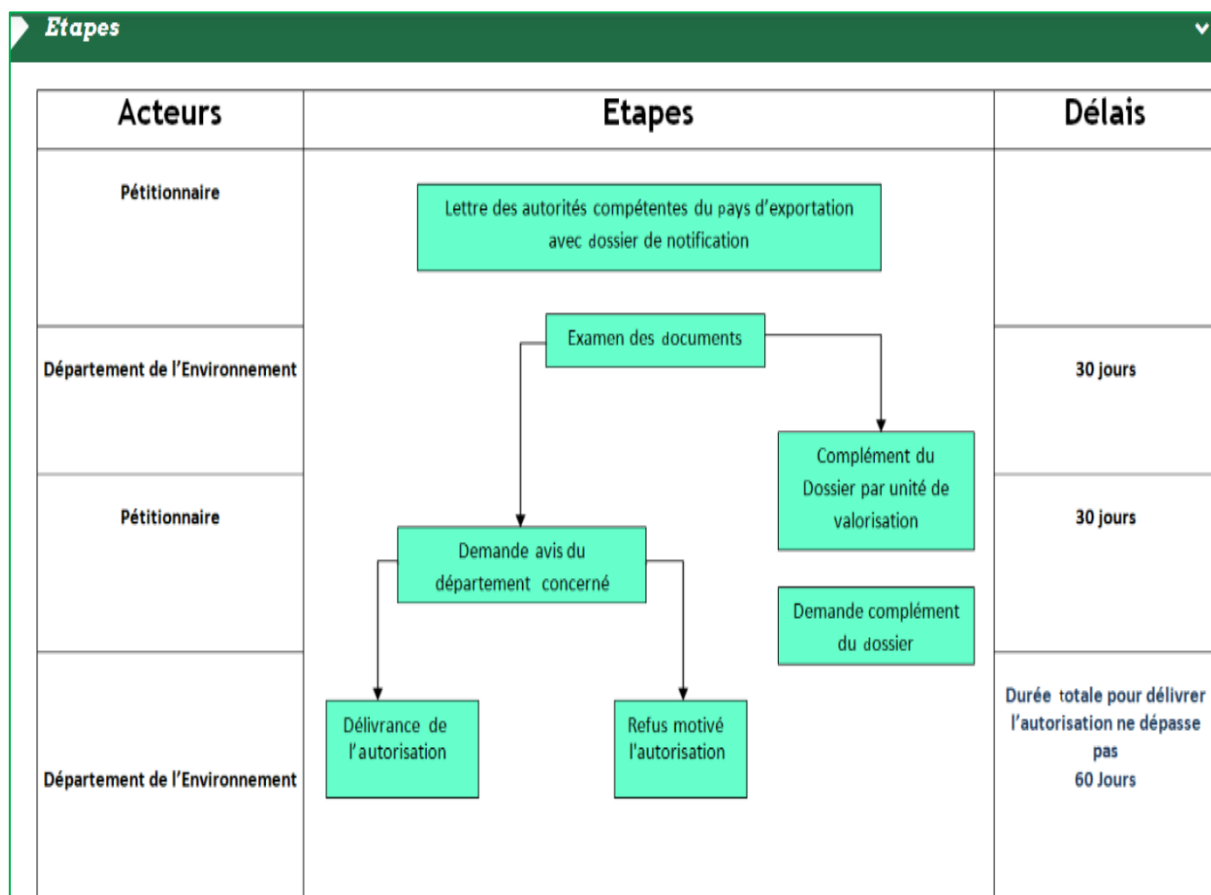 Etapes
Acteurs
Etapes
Délais
Pétitionnaire
Lettre des autorités compétentes du pays d'exportation
avec dossier de notification
Examen des documents
Département de l'Environnement
30 jours
Complément du
Dossier par unité de
valorisation
Pétitionnaire
30 jours
Demande avis du
département concerné
Demande complément
du dossier
Délivrance de
l'autorisation
Refus motivé
l'autorisation
Département de l'Environnement
Durée totale pour délivrer
l'autorisation ne dépasse
pas
60 Jours